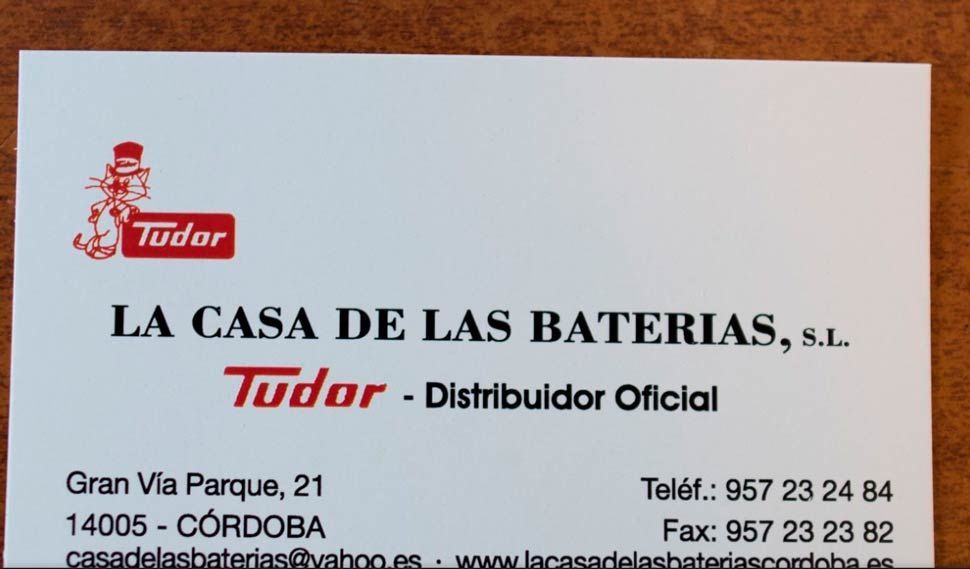 Tudor
LA CASA DE LAS BATERIAS, S.L.
Tudor - Distribuidor Oficial
Gran Vía Parque, 21
Teléf.: 957 23 24 84
14005 - CÓRDOBA
Fax: 957 23 23 82
casadelasbaterias@yahoo.es · www.lacasadelasbateriascordoba.es